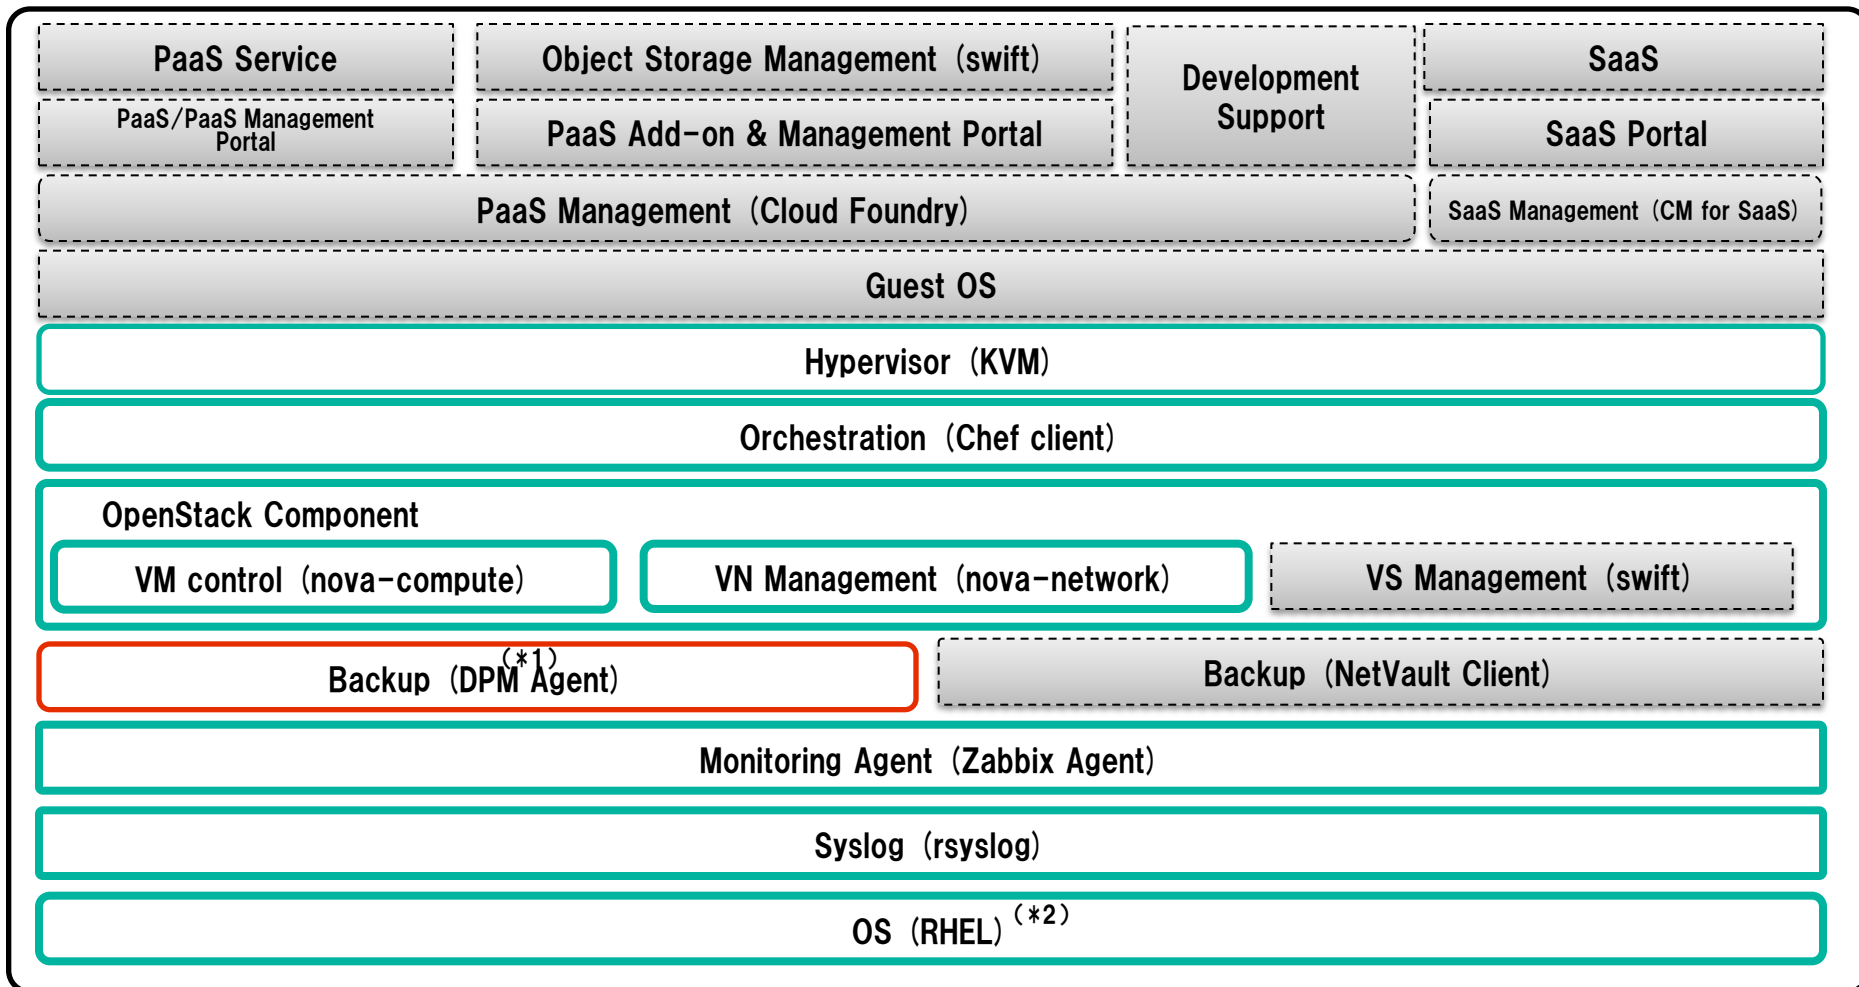 PaaS Service
Object Storage Management (swift)
Development
Support
SaaS
PaaS/PaaS Management
Portal
PaaS Add-on & Management Portal
SaaS Portal
PaaS Management (Cloud Foundry)
SaaS Management (CM for SaaS)
Guest OS
Hypervisor (KVM)
Orchestration (Chef client)
OpenStack Component
VM control (nova-compute)
VN Management (nova-network)
VS Management (swift)
Backup (DPM Agent) (*1)
Backup (NetVault Client)
Monitoring Agent (Zabbix Agent)
Syslog (rsyslog)
OS (RHEL) (*2)